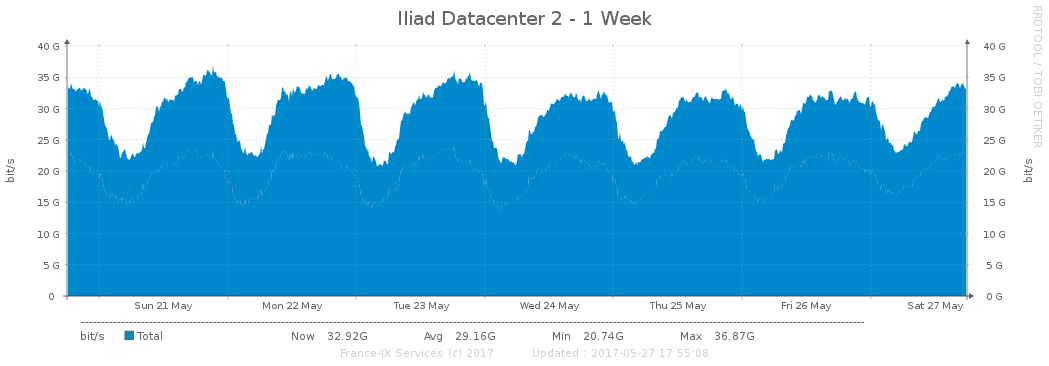 Iliad Datacenter 2 - 1 Week
RRDTOOL / TOBI OETIKER
40 G 40 G
35 G 35 G
30 G 30 G
25 G 25 G
20 G 20 G
15 G 15 G
10 G 10 G
5 G 5 G
0 0 G
bit/s bit/s
Sun 21 May Mon 22 May Tue 23 May Wed 24 May Thu 25 May Fri 26 May Sat 27 May
bit/s Total Now 32.92G Avg 29.16G Min 20.74G Max 36.87G
France-IX Services (c) 2017 Updated : 2017-05-27 17:55:08